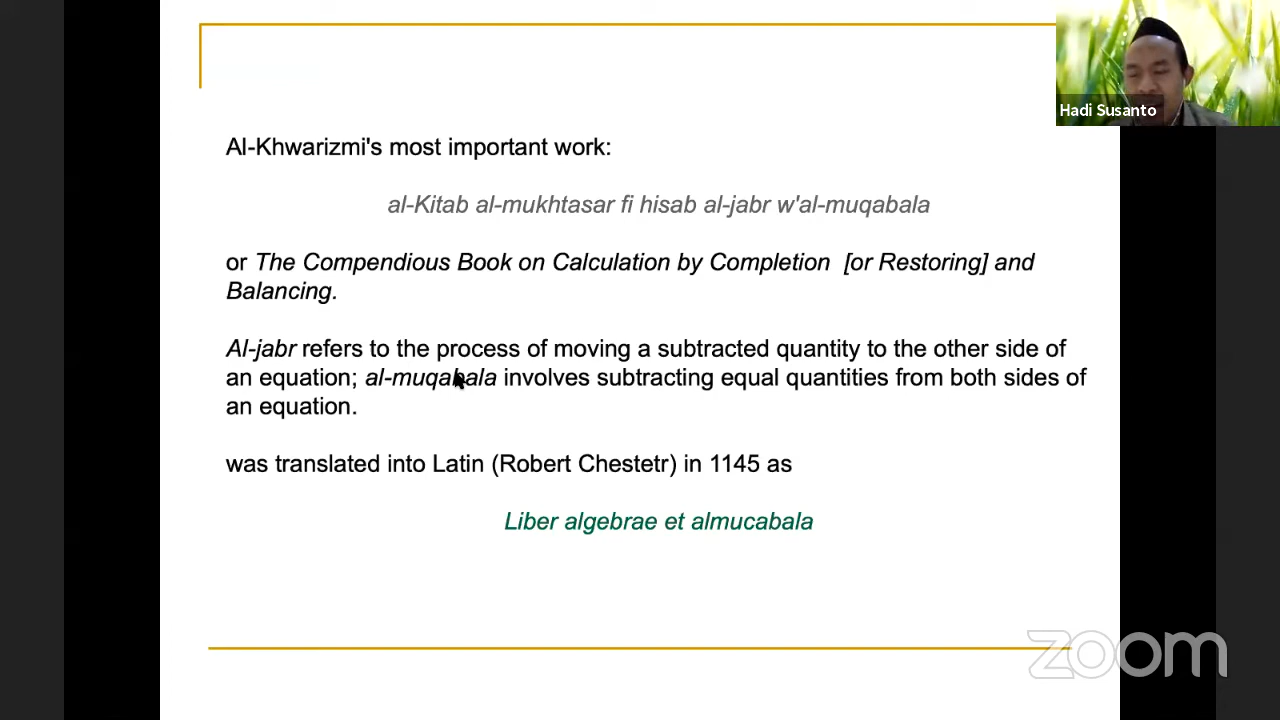 Hadi Susanto
Al-Khwarizmi's most important work:
al-Kitab al-mukhtasar fi hisab al-jabr w'al-muqabala
or The Compendious Book on Calculation by Completion [or Restoring] and
Balancing.
Al-jabr refers to the process of moving a subtracted quantity to the other side of
an equation; al-muqabala involves subtracting equal quantities from both sides of
an equation.
was translated into Latin (Robert Chestetr) in 1145 as
Liber algebrae et almucabala
zoom